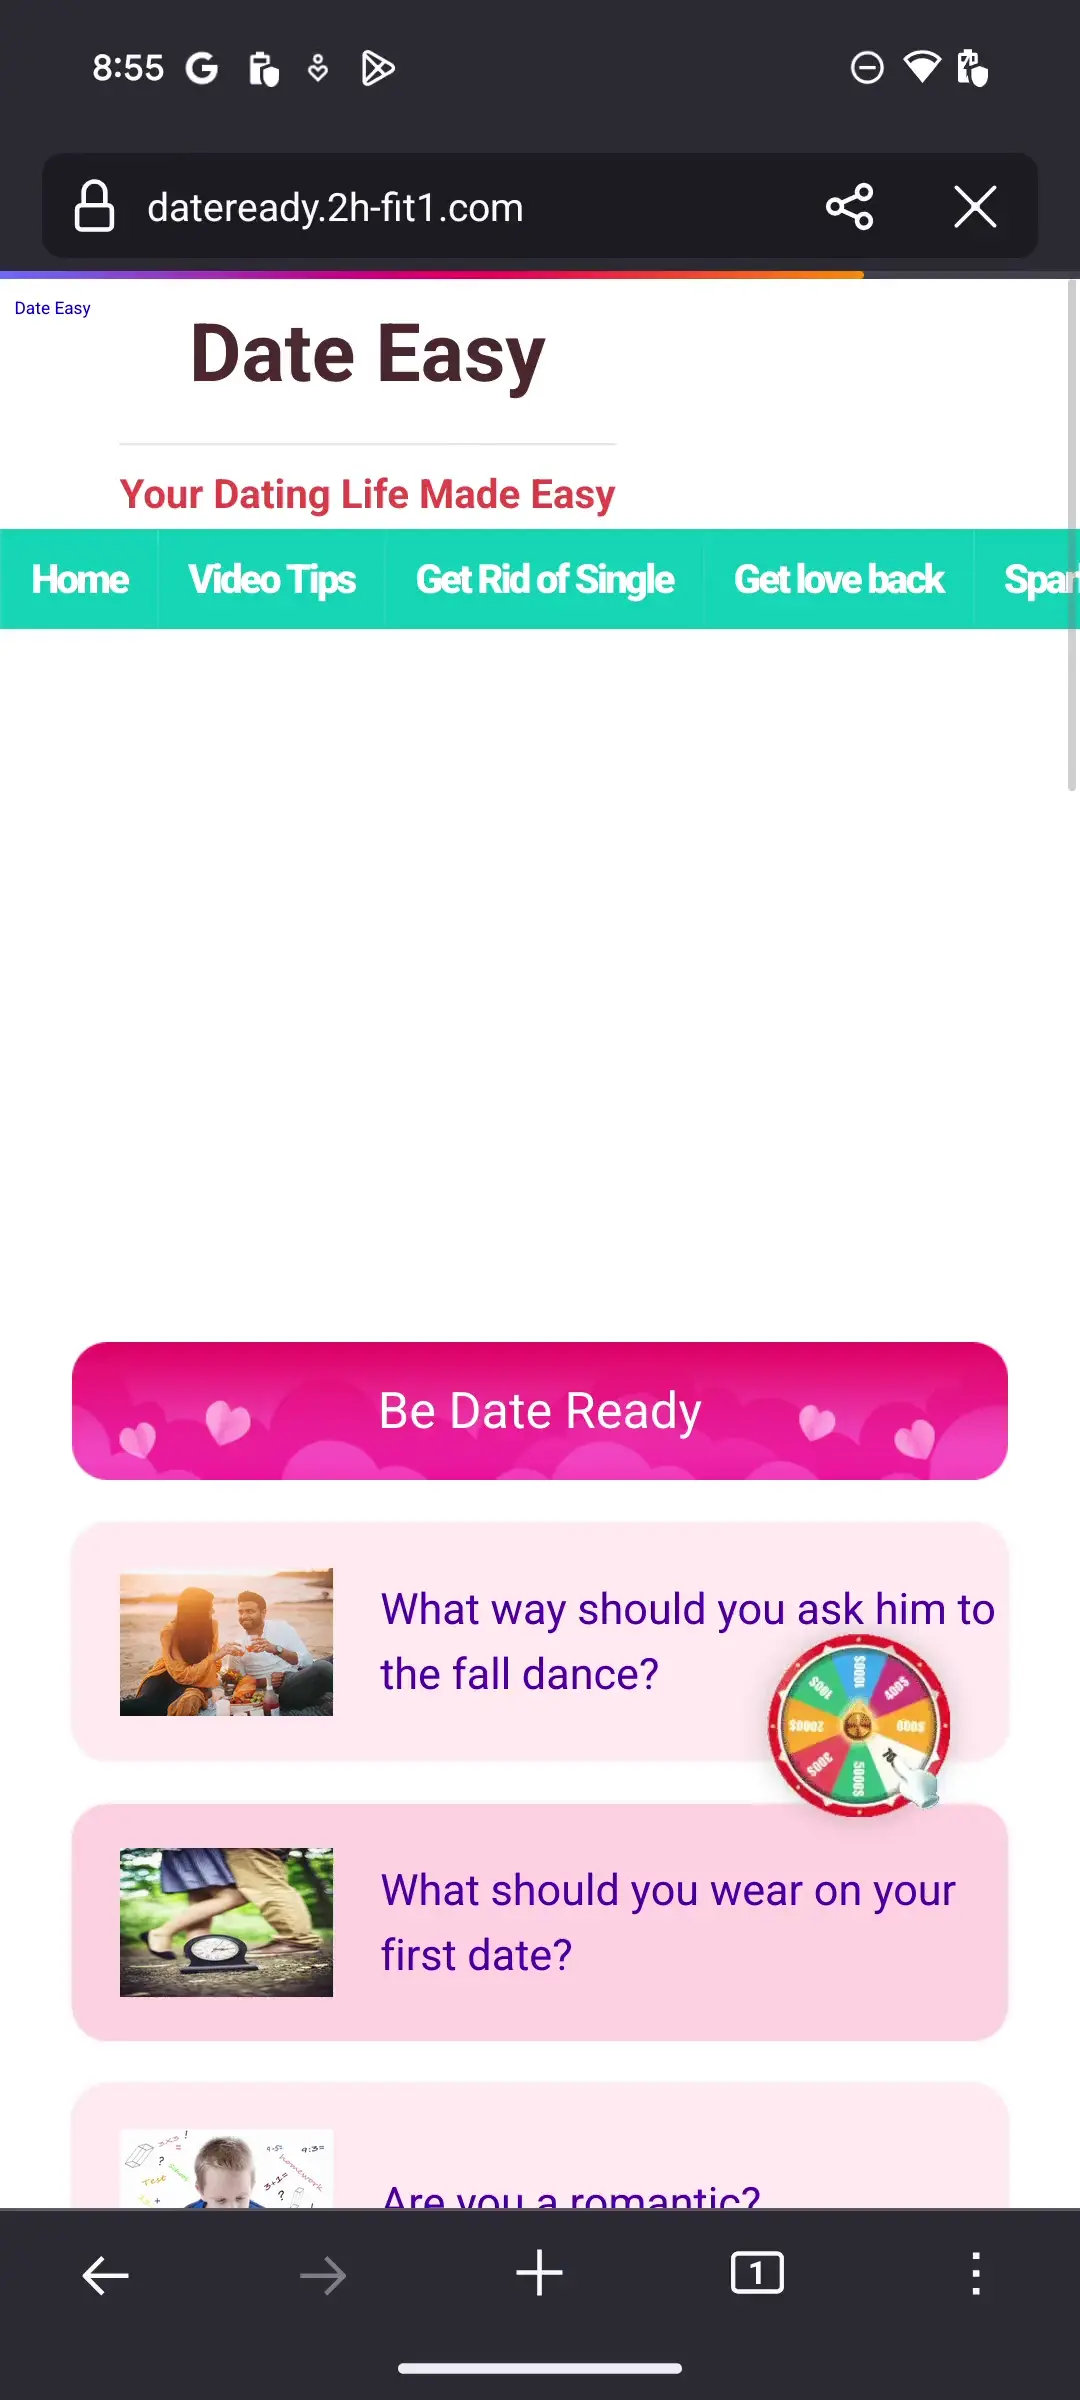 8:55
dateready.2h-fit1.com
Date Easy
Date Easy
Your Dating Life Made Easy
Home Video Tips Get Rid of Single Get love back Spar
Be Date Ready
What way should you ask him to
the fall dance?
What should you wear on your
first date?
Are you a romantic?
1